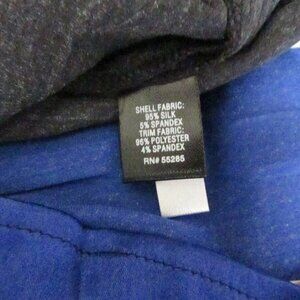 SHELL FABRIC:
95% SILK
5% SPANDEX
TRIM FABRIC:
96% POLYESTER
4% SPANDEX
RN# 55285